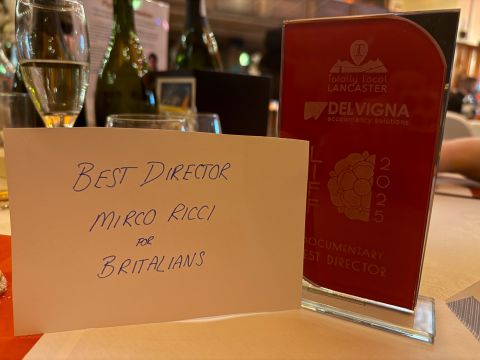 BEST DIRECTOR
MIRCO RICCI
FOR
BRITALIANS
Totally Local
LANCASTER
DELVIGNA
accountancy solutions
LIFF
2025
DOCUMENTARY
BEST DIRECTOR